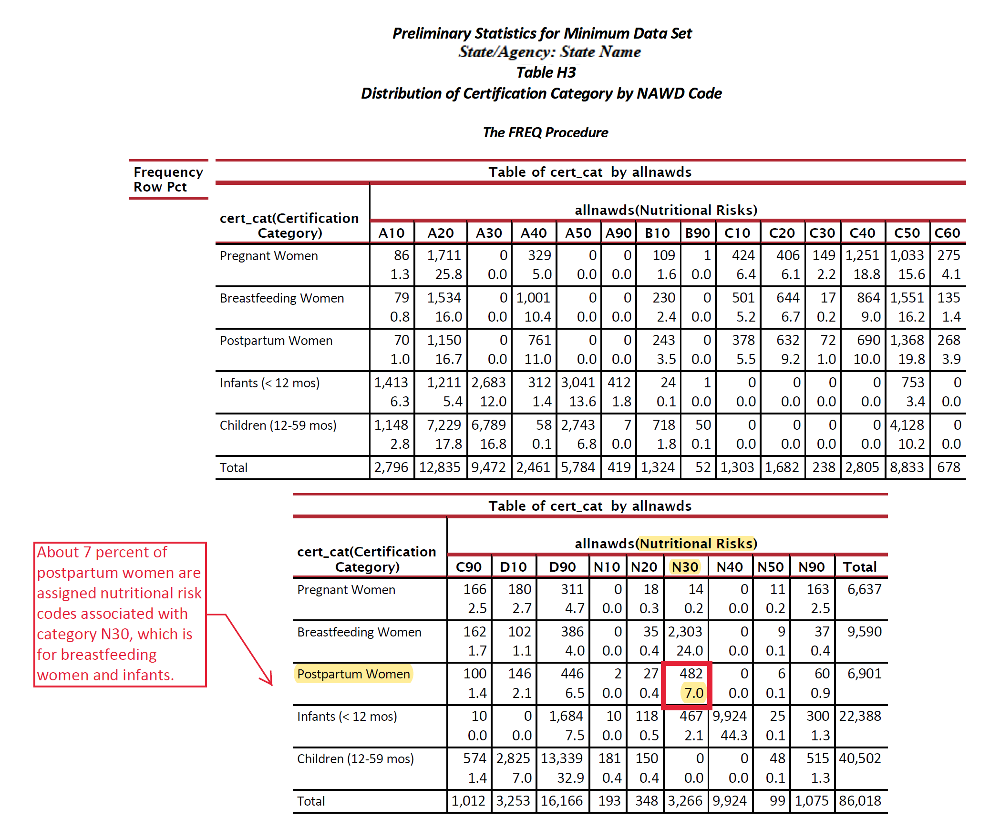 Preliminary Statistics for Minimum Data Set
State/Agency: State Name
Table H3
Distribution of Certification Category by NAWD Code
The FREQ Procedure
Frequency
Row Pct
Table of cert_cat by allnawds
cert_cat(Certification
Category)
allnawds(Nutritional Risks)
A10 A20 A30 A40 A50 A90 B10 B90 C10 C20 C30 C40 C50 C60
Pregnant Women 86 1,711 0 329 0 0 109 1 424 406 149 1,251 1,033 275
1.3 25.8 0.0 5.0 0.0 0.0 1.6 0.0 6.4 6.1 2.2 18.8 15.6 4.1
Breastfeeding Women 79 1,534 0 1,001 0 0 230 0 501 644 17 864 1,551 135
0.8 16.0 0.0 10.4 0.0 0.0 2.4 0.0 5.2 6.7 0.2 9.0 16.2 1.4
Postpartum Women 70 1,150 0 761 0 0 243 0 378 632 72 690 1,368 268
1.0 16.7 0.0 11.0 0.0 0.0 3.5 0.0 5.5 9.2 1.0 10.0 19.8 3.9
Infants (< 12 mos) 1,413 1,211 2,683 312 3,041 412 24 1 0 0 0 0 753 0
6.3 5.4 12.0 1.4 13.6 1.8 0.1 0.0 0.0 0.0 0.0 0.0 3.4 0.0
Children (12-59 mos) 1,148 7,229 6,789 58 2,743 7 718 50 0 0 0 0 4,128 0
2.8 17.8 16.8 0.1 6.8 0.0 1.8 0.1 0.0 0.0 0.0 0.0 10.2 0.0
Total 2,796 12,835 9,472 2,461 5,784 419 1,324 52 1,303 1,682 238 2,805 8,833 678
Table of cert_cat by allnawds
cert_cat(Certification
Category)
allnawds(Nutritional Risks)
C90 D10 D90 N10 N20 N30 N40 N50 N90 Total
Pregnant Women 166 180 311 0 18 14 0 11 163 6,637
2.5 2.7 4.7 0.0 0.3 0.2 0.0 0.2 2.5
Breastfeeding Women 162 102 386 0 35 2,303 0 9 37 9,590
1.7 1.1 4.0 0.0 0.4 24.0 0.0 0.1 0.4
Postpartum Women 100 146 446 2 27 482 0 6 60 6,901
1.4 2.1 6.5 0.0 0.4 7.0 0.0 0.1 0.9
Infants (< 12 mos) 10 0 1,684 10 118 467 9,924 25 300 22,388
0.0 0.0 7.5 0.0 0.5 2.1 44.3 0.1 1.3
Children (12-59 mos) 574 2,825 13,339 181 150 0 0 48 515 40,502
1.4 7.0 32.9 0.4 0.4 0.0 0.0 0.1 1.3
Total 1,012 3,253 16,166 193 348 3,266 9,924 99 1,075 86,018
About 7 percent of
postpartum women are
assigned nutritional risk
codes associated with
category N30, which is
for breastfeeding
women and infants.